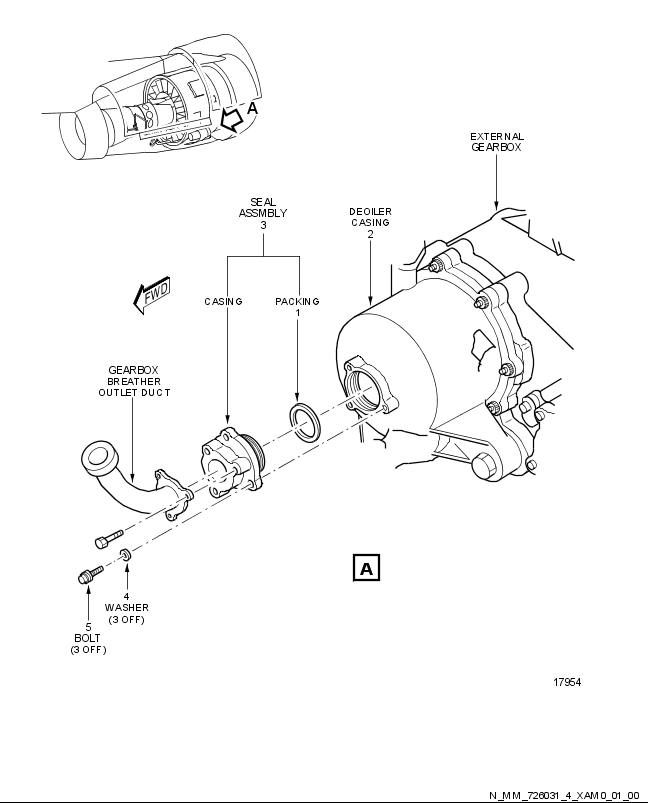 A
EXTERNAL
GEARBOX
SEAL
ASSMBLY
3
DEOILER
CASING
2
FWD
CASING
PACKING
1
GEARBOX
BREATHER
OUTLET DUCT
4
WASHER
(3 OFF)
5
BOLT
(3 OFF)
A
17954
N_MM_726031_4_XAM0_01_00